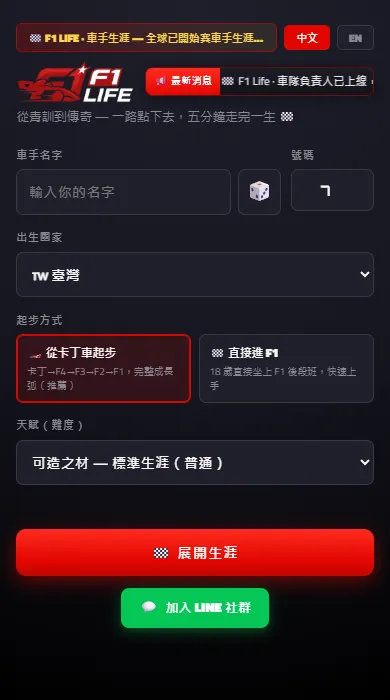 F1 LIFE · 車手生涯 — 全球已開始賽車手生涯…
中文
EN
F1 LIFE
最新消息
F1 Life · 車隊負責人已上線
從青訓到傳奇 — 一路點下去，五分鐘走完一生
車手名字
號碼
輸入你的名字
7
出生國家
TW 臺灣
起步方式
從卡丁車起步
卡丁→F4→F3→F2→F1，完整成長
弧（推薦）
直接進 F1
18 歲直接坐上 F1 後段班，快速上
手
天賦（難度）
可造之材 — 標準生涯（普通）
展開生涯
加入 LINE 社群